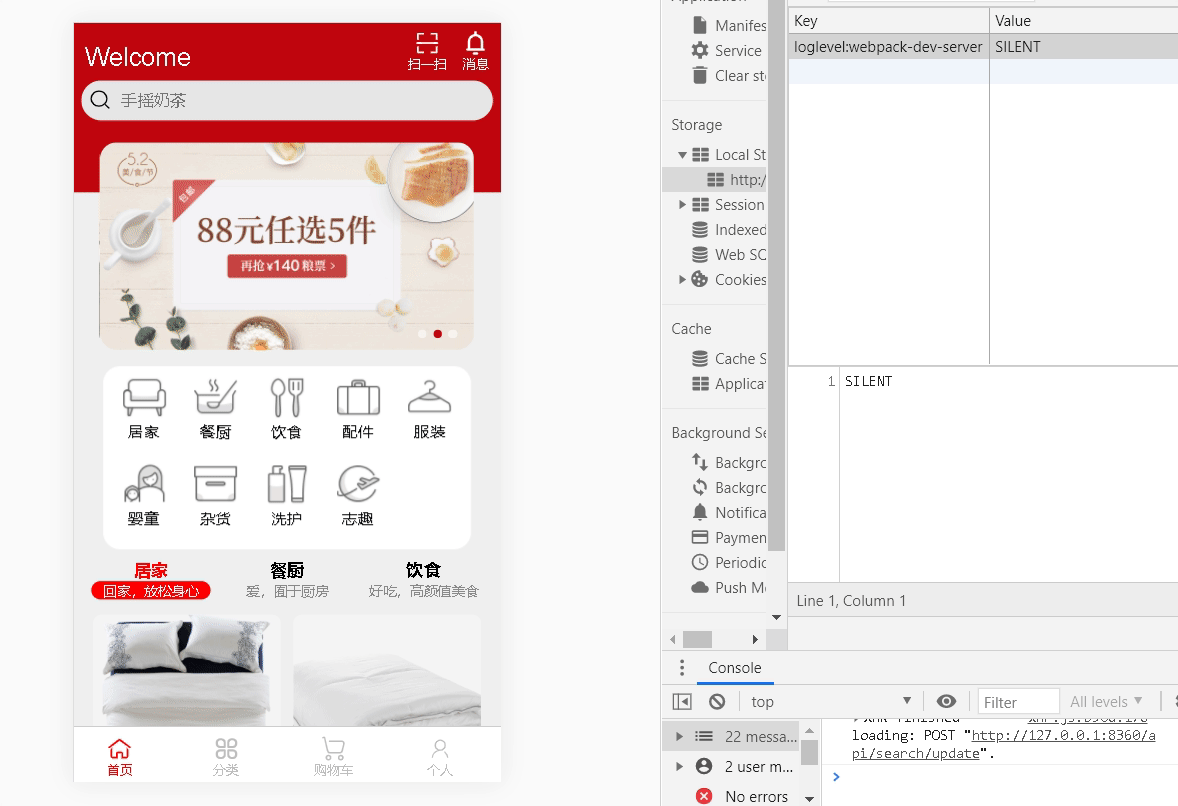 Welcome
扫一扫
消息
手摇奶茶
5.2
美/食/节
包邮
88元任选5件
再抢¥140粮票 >
居家
餐厨
饮食
配件
服装
婴童
杂货
洗护
志趣
居家
餐厨
饮食
回家，放松身心
爱，囿于厨房
好吃，高颜值美食
首页
分类
购物车
个人
Manifes
Service
Clear st
Storage
Local St
http:/
Session
Indexed
Web SQ
Cookies
Cache
Cache S
Applica
Background Se
Backgro
Backgro
Notifica
Paymen
Periodic
Push Me
Key
Value
loglevel:webpack-dev-server
SILENT
1
SILENT
Line 1, Column 1
Console
top
Filter
All levels
22 messa...
2 user m...
No errors
loading: POST "http://127.0.0.1:8360/a
pi/search/update".